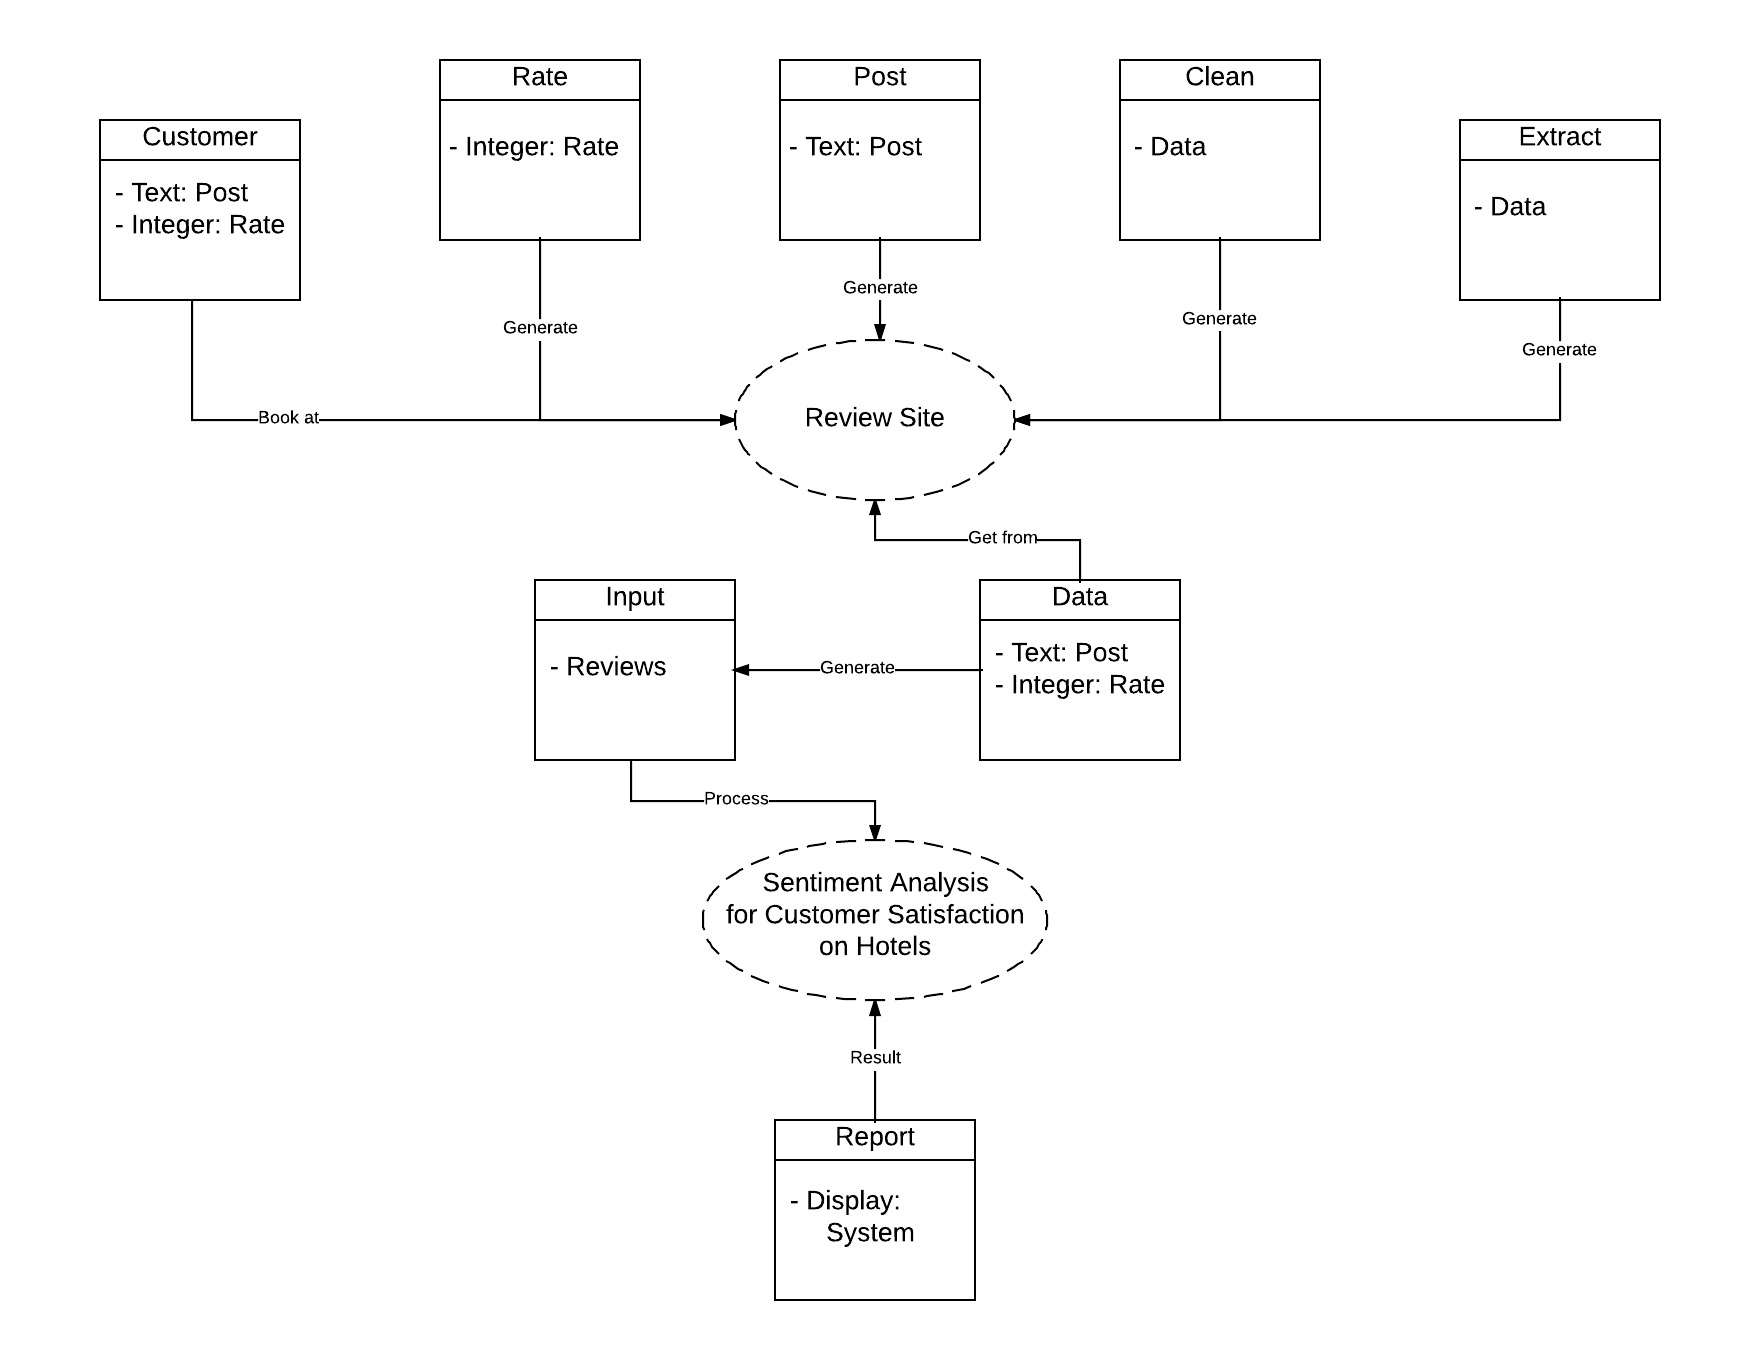 Rate
- Integer: Rate
Post
- Text: Post
Clean
- Data
Customer
- Text: Post
- Integer: Rate
Extract
- Data
Generate
Generate
Generate
Generate
Book at
Review Site
Get from
Input
- Reviews
Generate
Data
- Text: Post
- Integer: Rate
Process
Sentiment Analysis
for Customer Satisfaction
on Hotels
Result
Report
- Display:
System